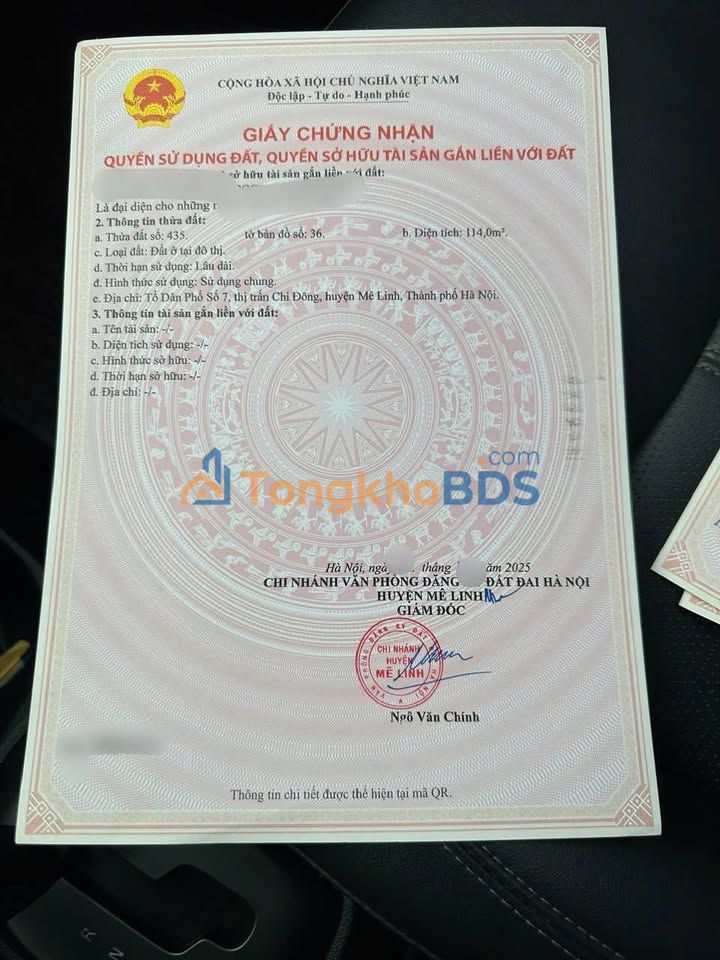 CỘNG HÒA XÃ HỘI CHỦ NGHĨA VIỆT NAM
Độc lập - Tự do - Hạnh phúc
GIẤY CHỨNG NHẬN
QUYỀN SỬ DỤNG ĐẤT, QUYỀN SỞ HỮU TÀI SẢN GẮN LIỀN VỚI ĐẤT
sở hữu tài sản gắn liền với đất:
Là đại diện cho những
2. Thông tin thửa đất:
a. Thửa đất số: 435. tờ bản đồ số: 36. b. Diện tích: 114,0m².
c. Loại đất: Đất ở tại đô thị.
d. Thời hạn sử dụng: Lâu dài.
đ. Hình thức sử dụng: Sử dụng chung.
e. Địa chỉ: Tổ Dân Phố Số 7, thị trấn Chi Đông, huyện Mê Linh, Thành phố Hà Nội.
3. Thông tin tài sản gắn liền với đất:
a. Tên tài sản: -/-
b. Diện tích sử dụng: -/-
c. Hình thức sở hữu: -/-
d. Thời hạn sở hữu: -/-
đ. Địa chỉ: -/-
TongkhoBDS.com
Hà Nội, ngày tháng năm 2025
CHI NHÁNH VĂN PHÒNG ĐĂNG ĐẤT ĐAI HÀ NỘI
HUYỆN MÊ LINH
GIÁM ĐỐC
VĂN PHÒNG ĐĂNG KÝ ĐẤT HÀ NỘI
CHI NHÁNH
HUYỆN
MÊ LINH
Ngô Văn Chính
Thông tin chi tiết được thể hiện tại mã QR.
R
N